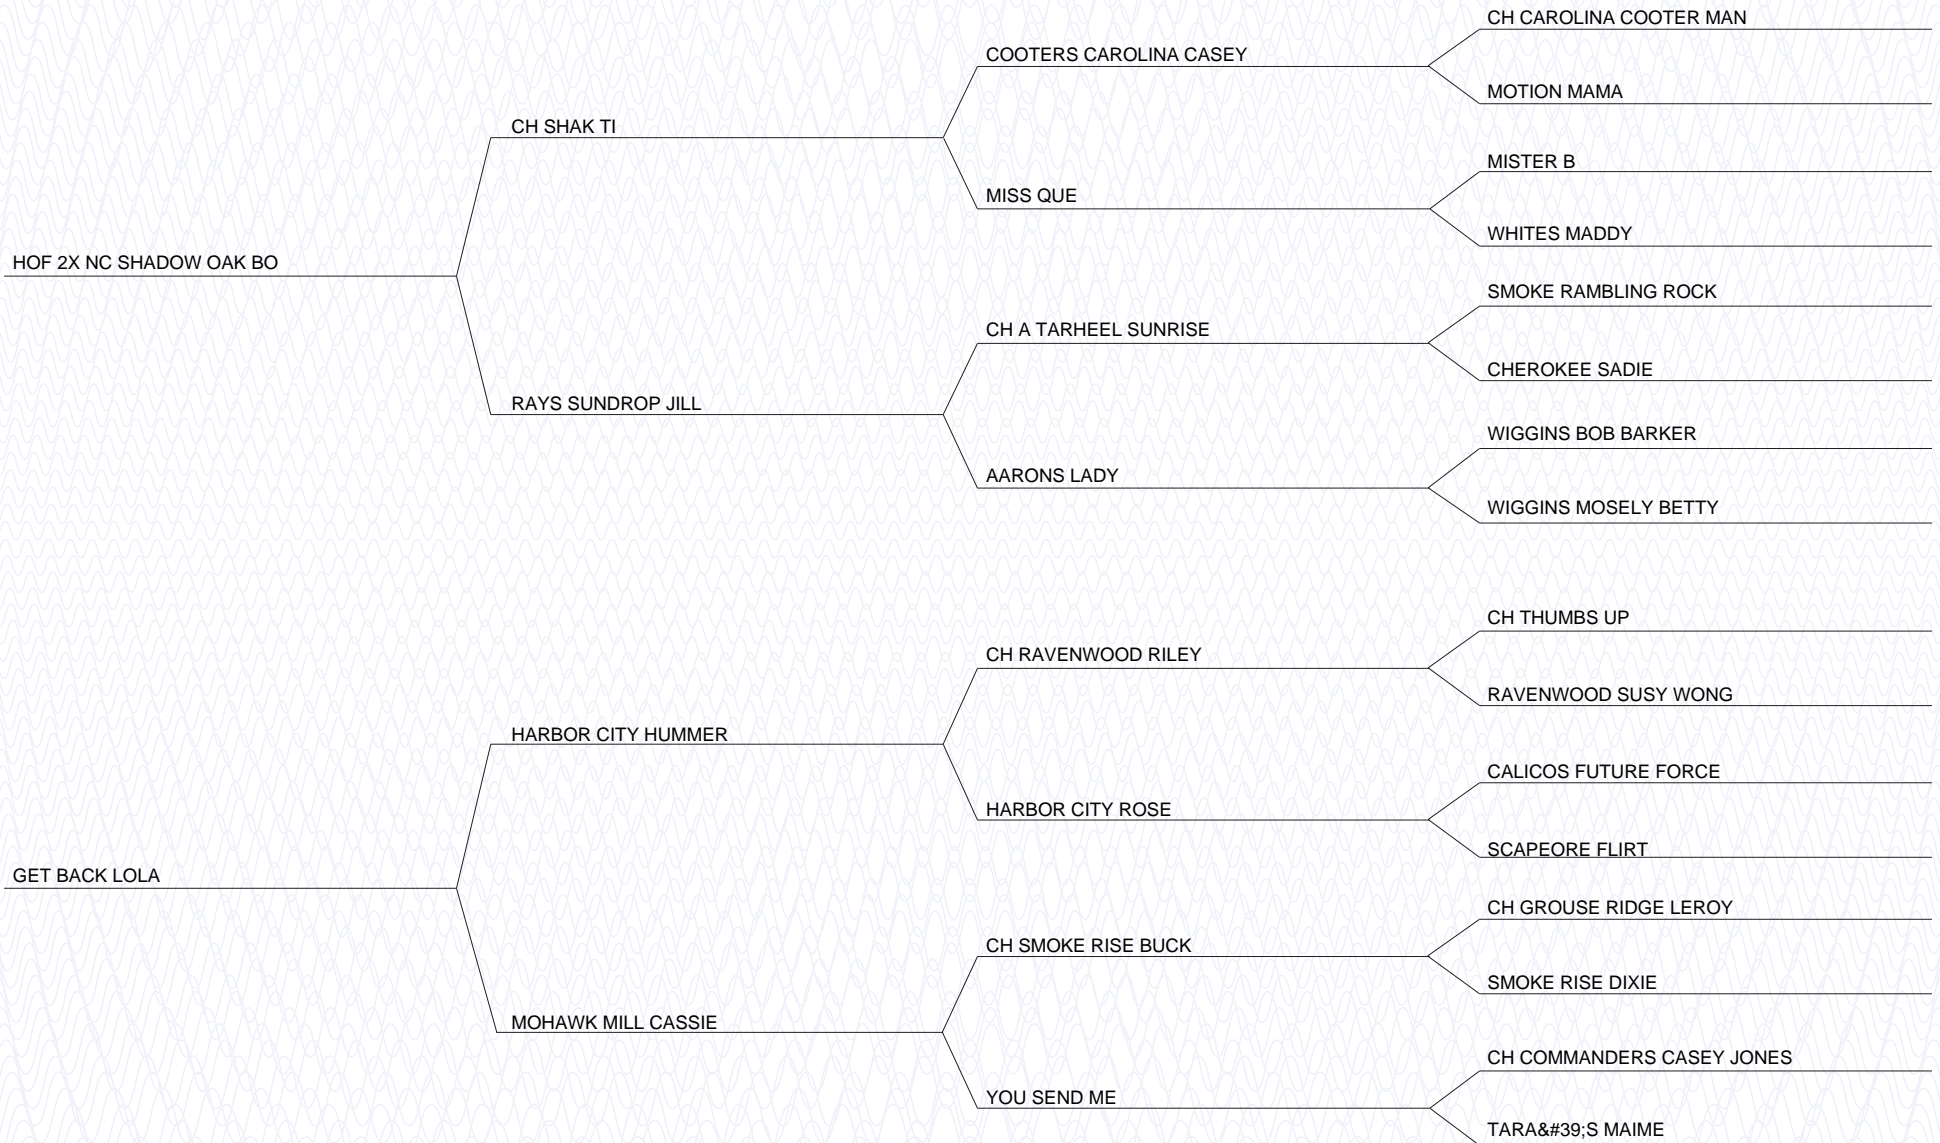 CH CAROLINA COOTER MAN
COOTERS CAROLINA CASEY
MOTION MAMA
CH SHAK TI
MISTER B
MISS QUE
WHITES MADDY
HOF 2X NC SHADOW OAK BO
SMOKE RAMBLING ROCK
CH A TARHEEL SUNRISE
CHEROKEE SADIE
RAYS SUNDROP JILL
WIGGINS BOB BARKER
AARONS LADY
WIGGINS MOSELY BETTY
CH THUMBS UP
CH RAVENWOOD RILEY
RAVENWOOD SUSY WONG
HARBOR CITY HUMMER
CALICOS FUTURE FORCE
HARBOR CITY ROSE
SCAPEORE FLIRT
GET BACK LOLA
CH GROUSE RIDGE LEROY
CH SMOKE RISE BUCK
SMOKE RISE DIXIE
MOHAWK MILL CASSIE
CH COMMANDERS CASEY JONES
YOU SEND ME
TARA&#39;S MAIME